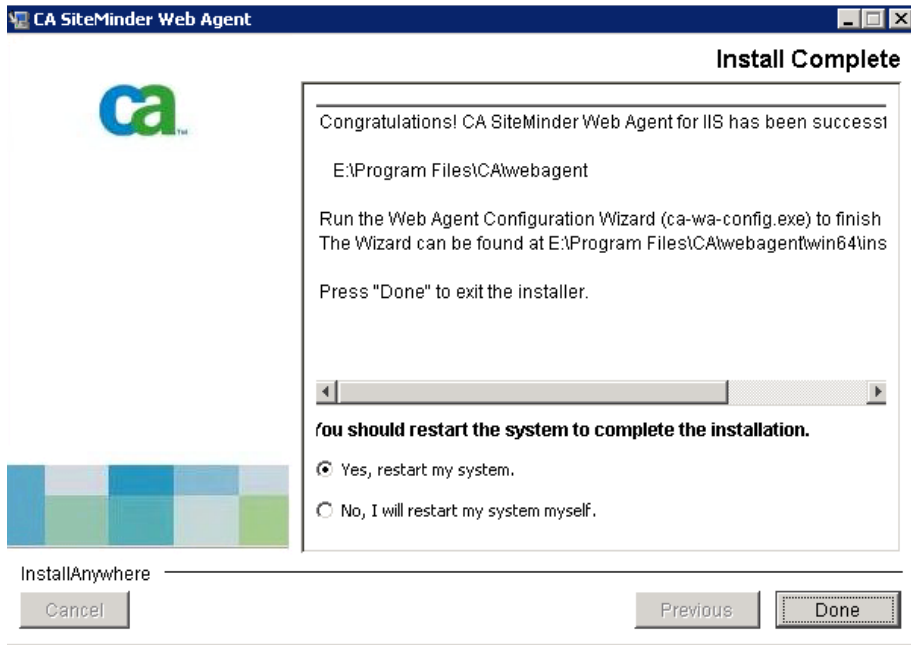 CA SiteMinder Web Agent
Install Complete
ca
Congratulations! CA SiteMinder Web Agent for IIS has been
E:\Program Files\CA\webagent
Run the Web Agent Configuration Wizard (ca-wa-config.exe) to finish
The Wizard can be found at E:\Program Files\CA\webagent\win64\ins
Press "Done" to exit the installer.
You should restart the system to complete the installation.
Yes, restart my system.
No, I will restart my system myself.
InstallAnywhere
Cancel
Previous
Done